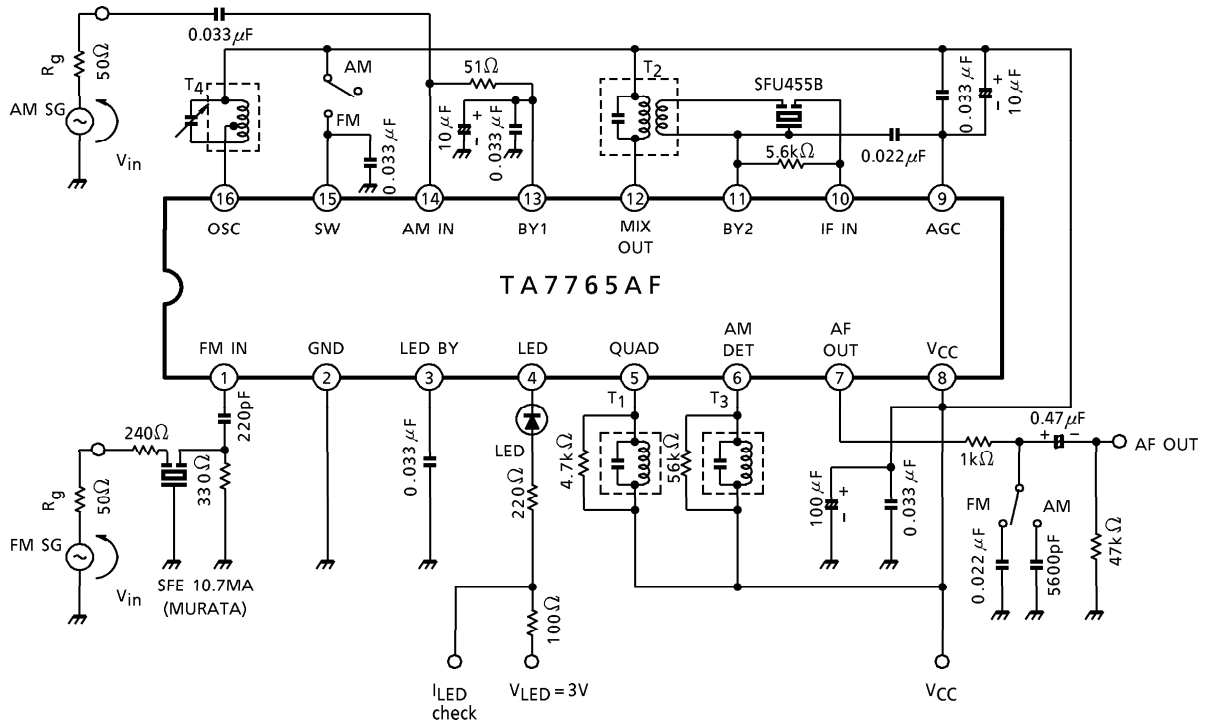 0.033μF
Rg
50Ω
AM SG
Vin
T4
AM
FM
0.033μF
51Ω
10μF
+
-
0.033μF
T2
SFU455B
5.6kΩ
0.022μF
0.033μF
+
-
10μF
16
15
14
13
12
11
10
9
OSC
SW
AM IN
BY1
MIX
OUT
BY2
IF IN
AGC
TA7765AF
FM IN
GND
LED BY
LED
QUAD
AM
DET
AF
OUT
VCC
1
2
3
4
5
6
7
8
220pF
240Ω
330Ω
Rg
50Ω
FM SG
Vin
SFE 10.7MA
(MURATA)
0.033μF
LED
220Ω
100Ω
ILED
check
VLED = 3V
T1
4.7kΩ
T3
56kΩ
100μF
+
-
0.033μF
1kΩ
0.47μF
+
-
AF OUT
FM
AM
0.022μF
5600pF
47kΩ
VCC